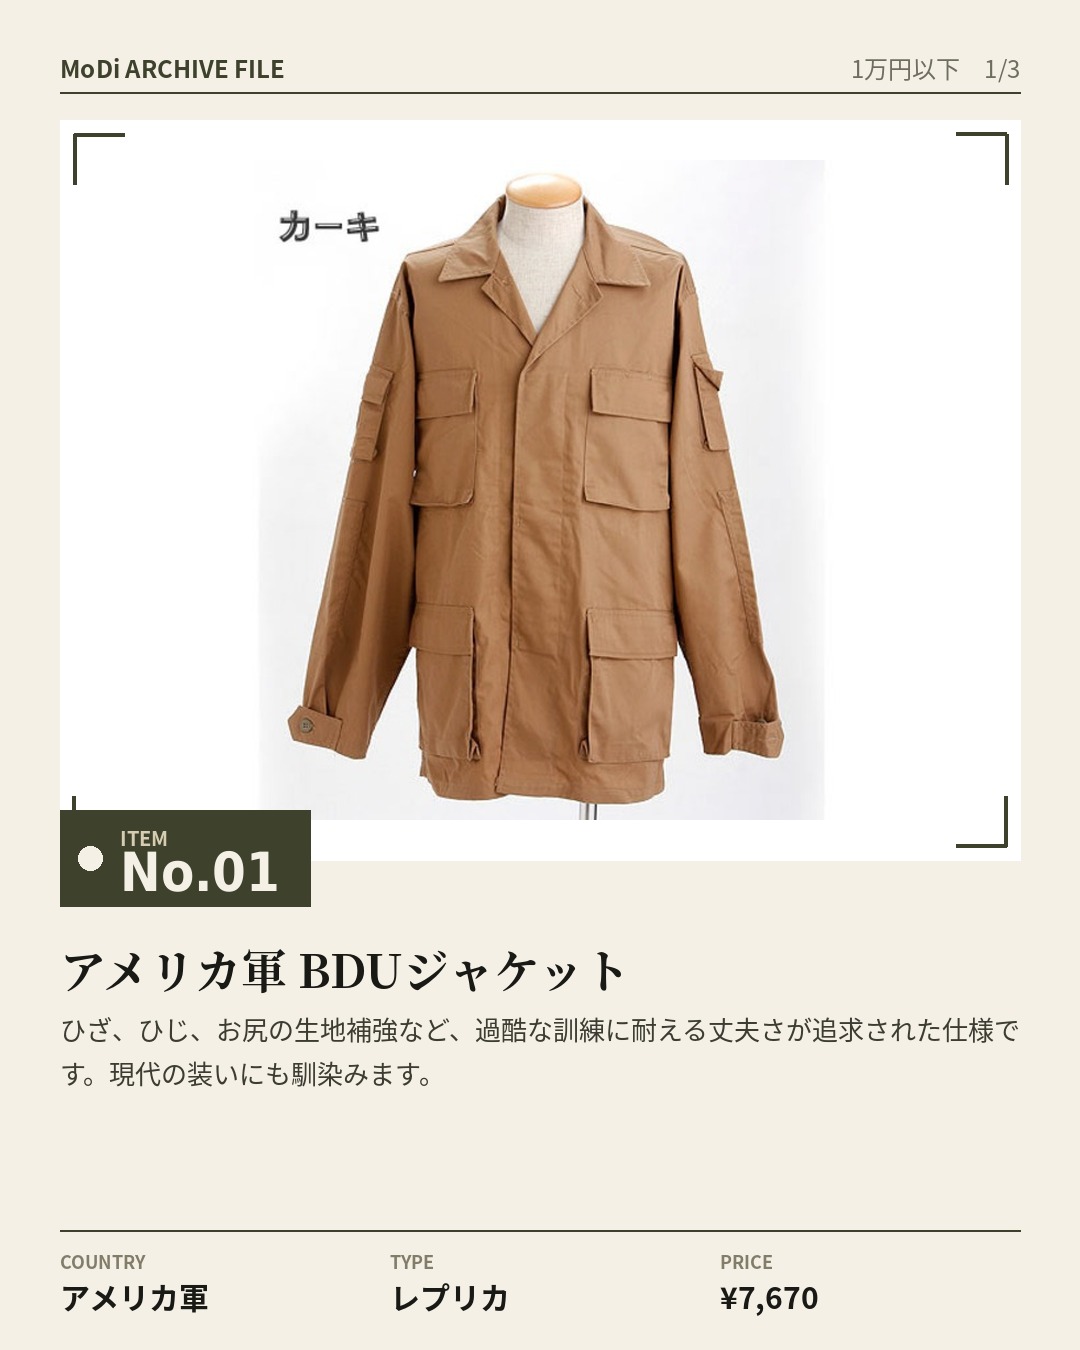 MoDi ARCHIVE FILE
1万円以下 1/3
カーキ
ITEM
No.01
アメリカ軍 BDUジャケット
ひざ、ひじ、お尻の生地補強など、過酷な訓練に耐える丈夫さが追求された仕様で
す。現代の装いにも馴染みます。
COUNTRY
アメリカ軍
TYPE
レプリカ
PRICE
¥7,670